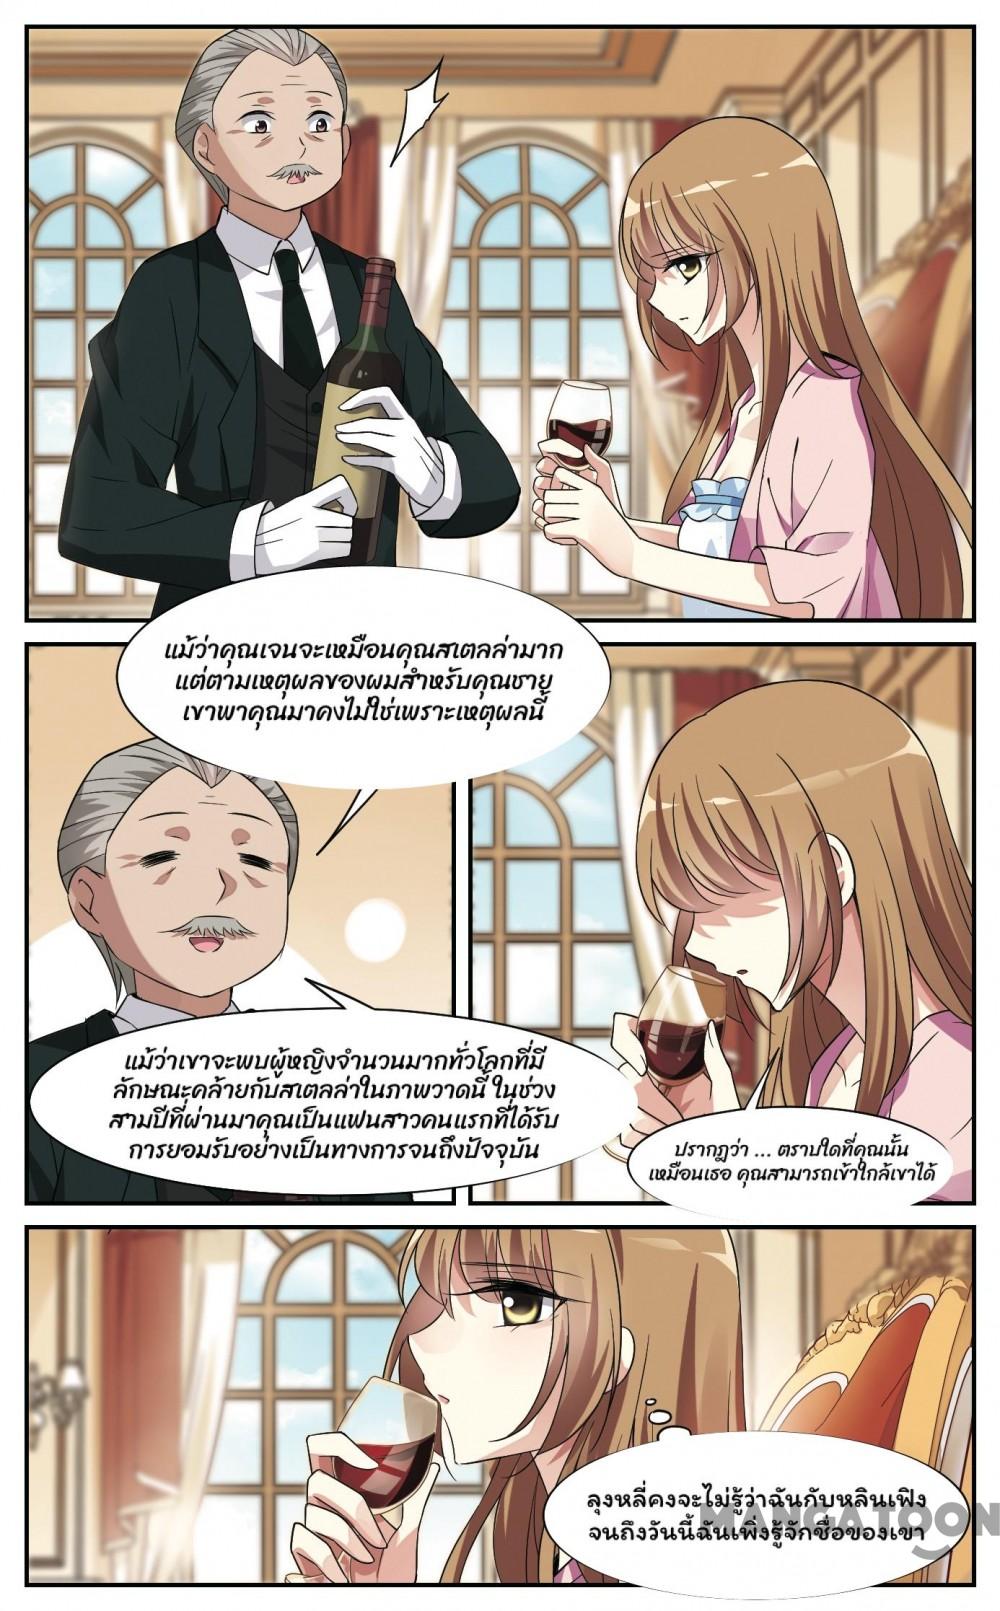 แม้ว่าคุณเจนจะเหมือนคุณสเตลล่ามาก
แต่ตามเหตุผลของผมสำหรับคุณชาย
เขาพาคุณมาคงไม่ใช่เพราะเหตุผลนี้
แม้ว่าเขาจะพบผู้หญิงจำนวนมากทั่วโลกที่มี
ลักษณะคล้ายกับสเตลล่าในภาพวาดนี้ ในช่วง
สามปีที่ผ่านมาคุณเป็นแฟนสาวคนแรกที่ได้รับ
การยอมรับอย่างเป็นทางการจนถึงปัจจุบัน
ปรากฎว่า ... ตราบใดที่คุณนั้น
เหมือนเธอ คุณสามารถเข้าใกล้เขาได้
ลุงหลี่คงจะไม่รู้ว่าฉันกับหลินเฟิง
จนถึงวันนี้ฉันเพิ่งรู้จักชื่อของเขา
MANGATOON